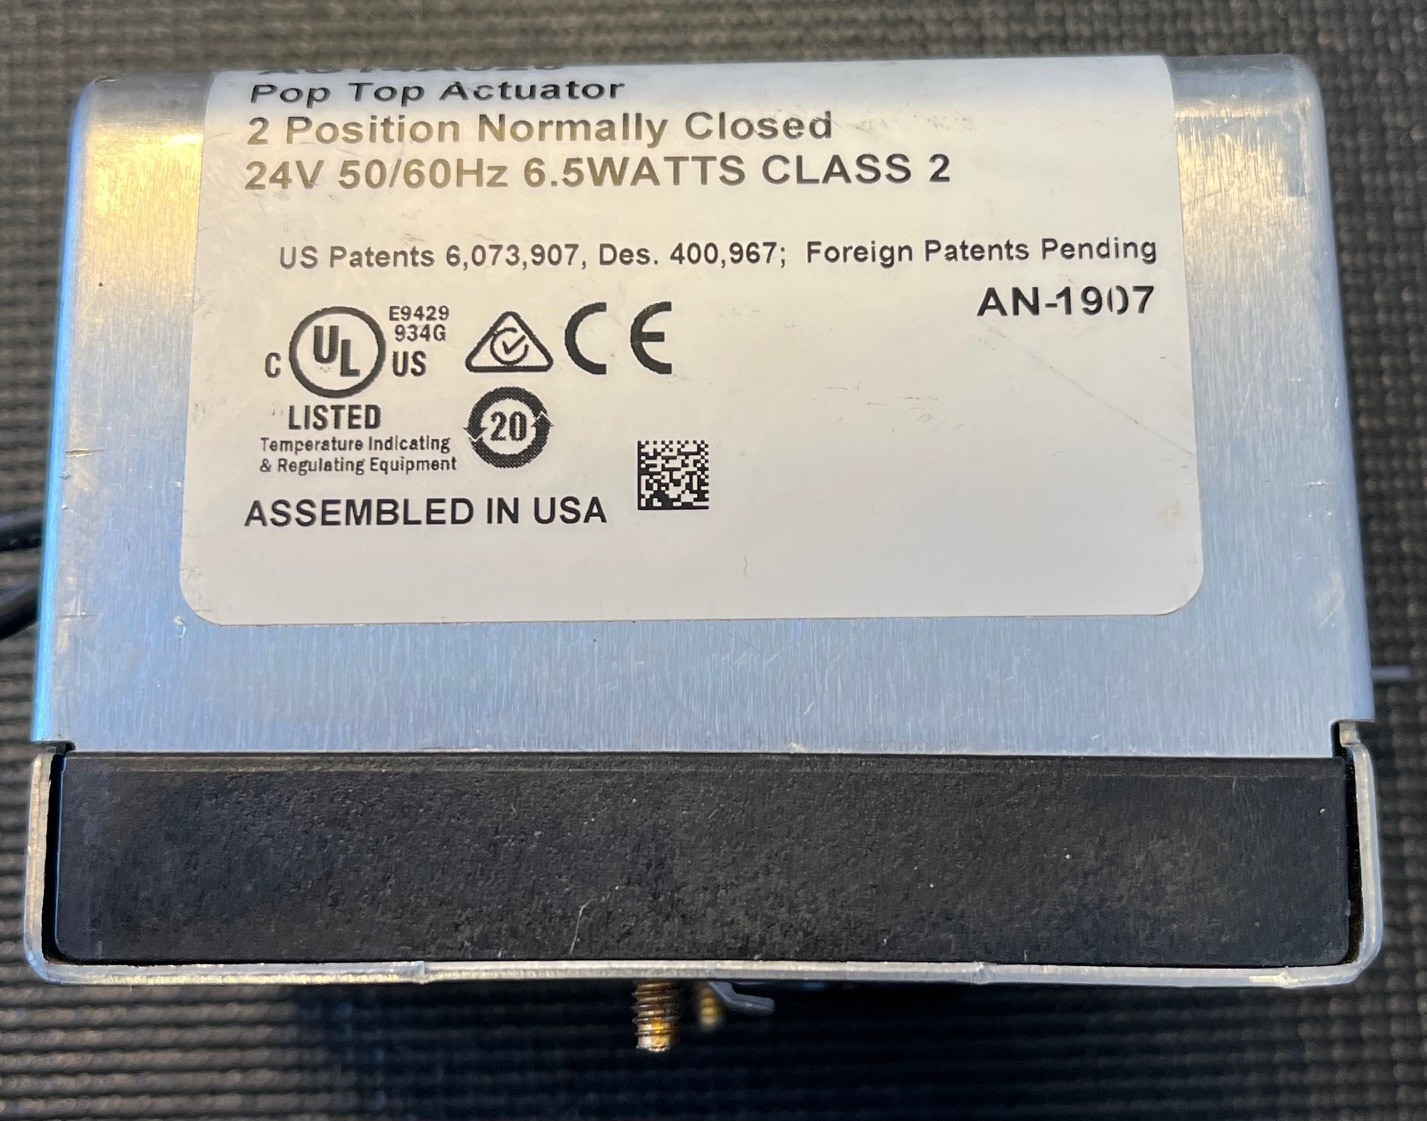 Pop Top Actuator
2 Position Normally Closed
24V 50/60Hz 6.5WATTS CLASS 2
US Patents 6,073,907, Des. 400,967; Foreign Patents Pending
AN-1907
E9429
934G
C UL US
LISTED
Temperature Indicating
& Regulating Equipment
CE
20
ASSEMBLED IN USA